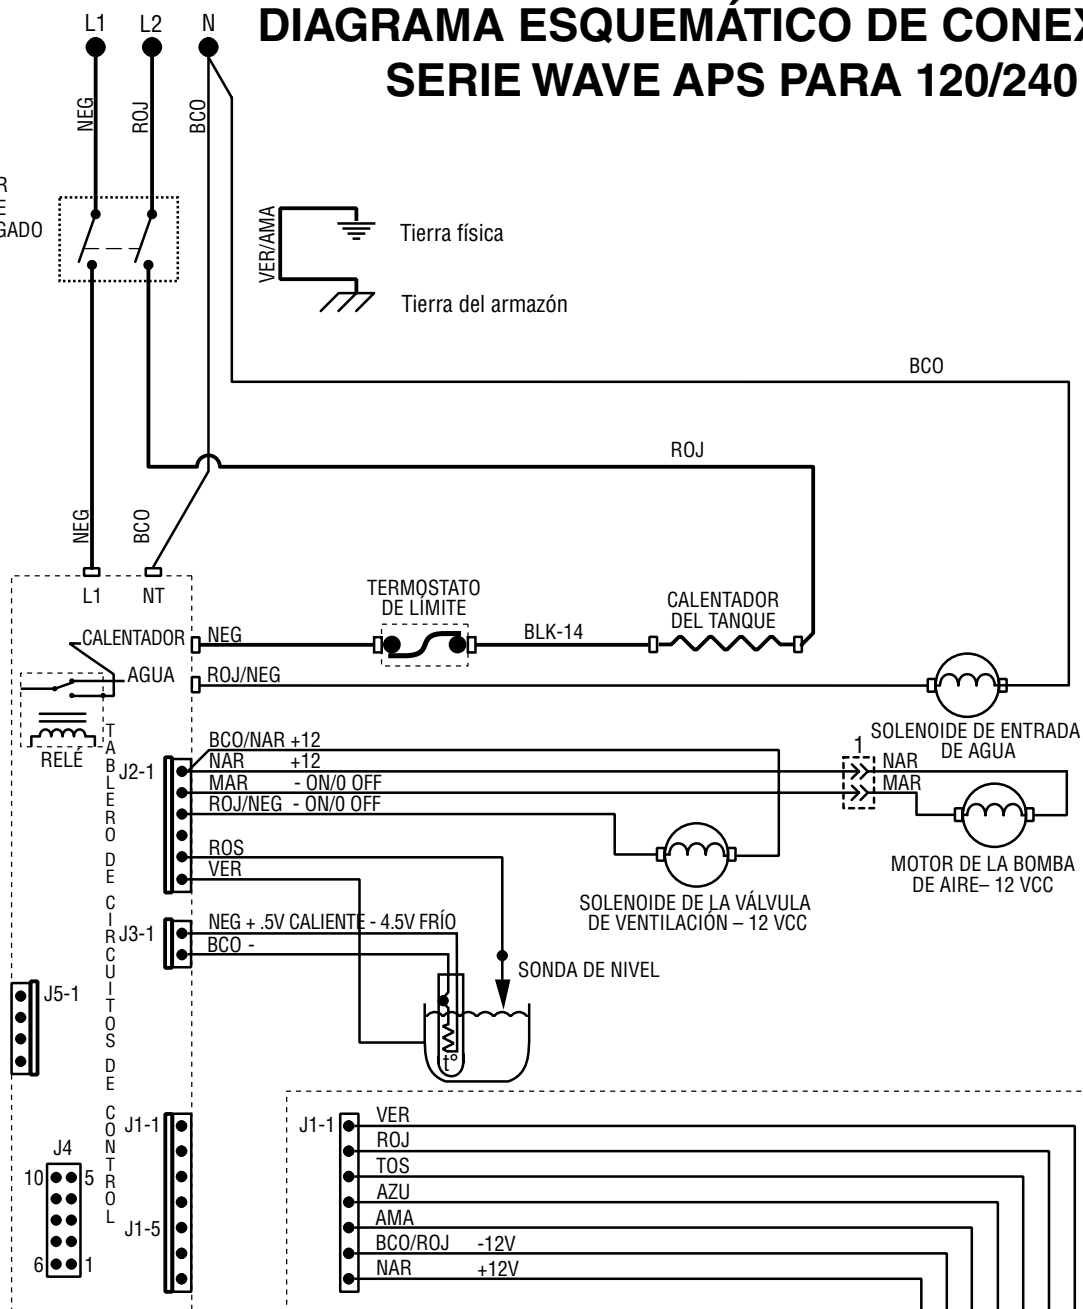 DIAGRAMA ESQUEMÁTICO DE CONEX
SERIE WAVE APS PARA 120/240
L1
L2
N
NEG
ROJ
BCO
R
E
GADO
VER/AMA
Tierra física
Tierra del armazón
BCO
ROJ
NEG
BCO
L1
NT
TERMOSTATO
DE LÍMITE
CALENTADOR
DEL TANQUE
CALENTADOR
NEG
BLK-14
AGUA
ROJ/NEG
SOLENOIDE DE ENTRADA
DE AGUA
RELÉ
TABLERO DE CIRCUITOS DE CONTROL
J2-1
BCO/NAR +12
NAR +12
MAR - ON/0 OFF
ROJ/NEG - ON/0 OFF
ROS
VER
1
NAR
MAR
MOTOR DE LA BOMBA
DE AIRE– 12 VCC
SOLENOIDE DE LA VÁLVULA
DE VENTILACIÓN – 12 VCC
J3-1
NEG + .5V CALIENTE - 4.5V FRÍO
BCO -
SONDA DE NIVEL
t°
J5-1
J1-1
J1-5
J4
10
5
6
1
J1-1
VER
ROJ
TOS
AZU
AMA
BCO/ROJ -12V
NAR +12V